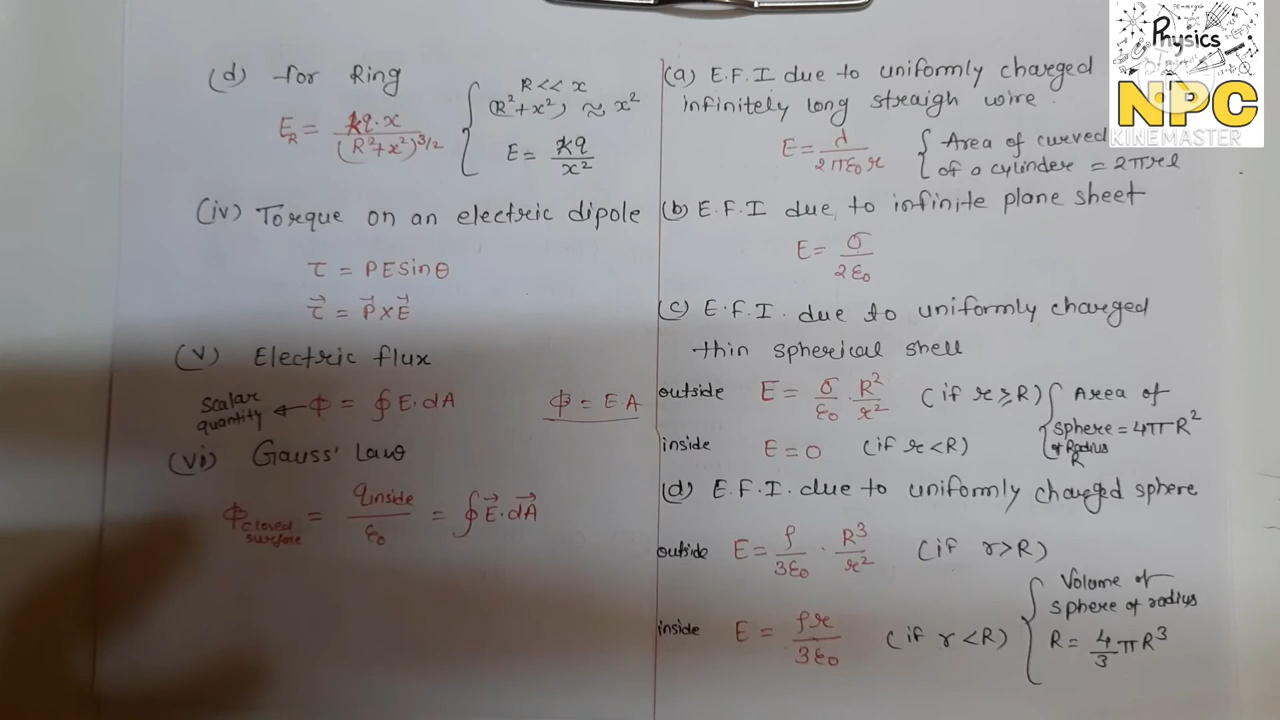 (d) for Ring
E_R = kq.x / (R²+x²)^3/2
R << x
(R²+x²) ≈ x²
E = kq / x²
(iv) Torque on an electric dipole
τ = PE sinθ
τ⃗ = P⃗ × E⃗
(v) Electric flux
scalar quantity ← Φ = ∮ E.dA Φ = E.A
(vi) Gauss' Law
Φ closed surface = q inside / ε₀ = ∮ E⃗.dA⃗
(a) E.F.I due to uniformly charged
infinitely long straigh wire.
E = λ / 2πε₀r
Area of curved
of a cylinder = 2πrl
(b) E.F.I due to infinite plane sheet
E = σ / 2ε₀
(c) E.F.I. due to uniformly charged
thin spherical shell
outside E = σ/ε₀ . R²/r² (if r ≥ R)
Area of
sphere = 4πR²
of Radius
R
inside E = 0 (if r < R)
(d) E.F.I. due to uniformly charged sphere
outside E = ρ/3ε₀ . R³/r² (if r > R)
inside E = ρr / 3ε₀ (if r < R)
Volume of
sphere of radius
R = 4/3 πR³
Physics
NPC
KINEMASTER